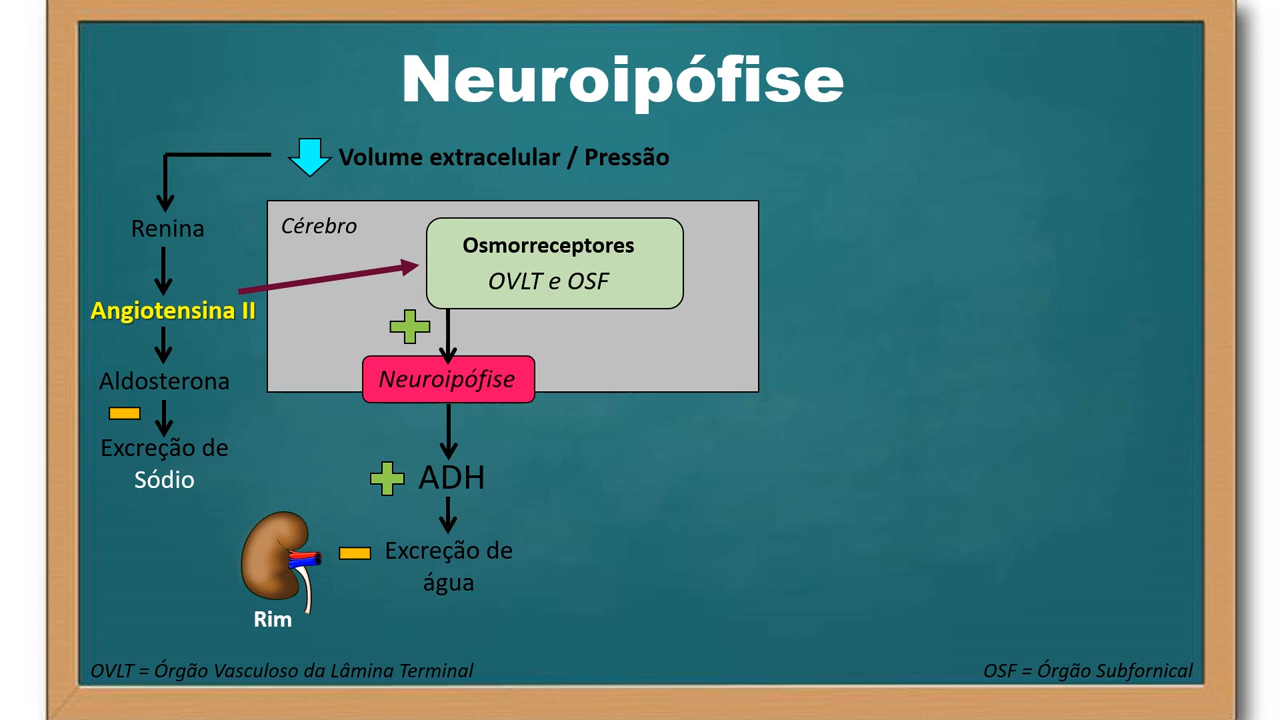 Neuroipófise
Volume extracelular / Pressão
Renina
Cérebro
Osmorreceptores
OVLT e OSF
Angiotensina II
Neuroipófise
Aldosterona
Excreção de
Sódio
ADH
Excreção de
água
Rim
OVLT = Órgão Vasculoso da Lâmina Terminal
OSF = Órgão Subfornical